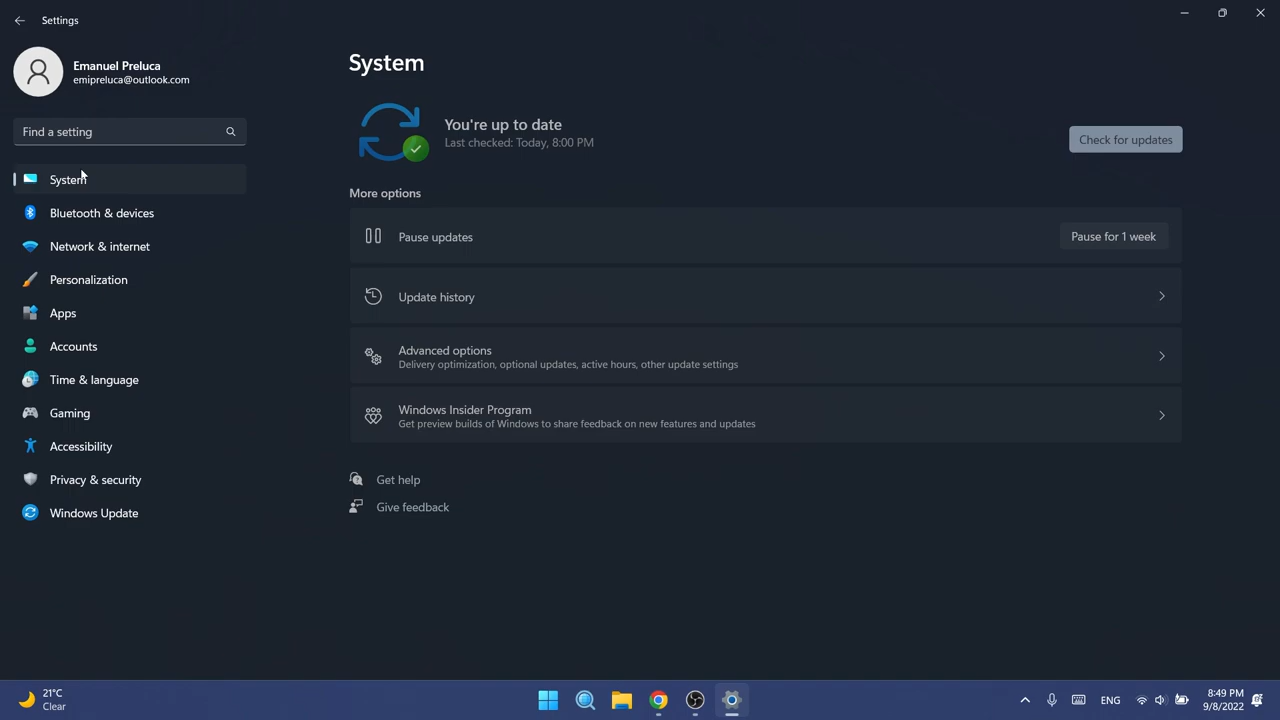 Settings
Emanuel Preluca
emipreluca@outlook.com
Find a setting
System
Bluetooth & devices
Network & internet
Personalization
Apps
Accounts
Time & language
Gaming
Accessibility
Privacy & security
Windows Update
System
You're up to date
Last checked: Today, 8:00 PM
Check for updates
More options
Pause updates
Pause for 1 week
Update history
Advanced options
Delivery optimization, optional updates, active hours, other update settings
Windows Insider Program
Get preview builds of Windows to share feedback on new features and updates
Get help
Give feedback
21°C
Clear
ENG
8:49 PM
9/8/2022